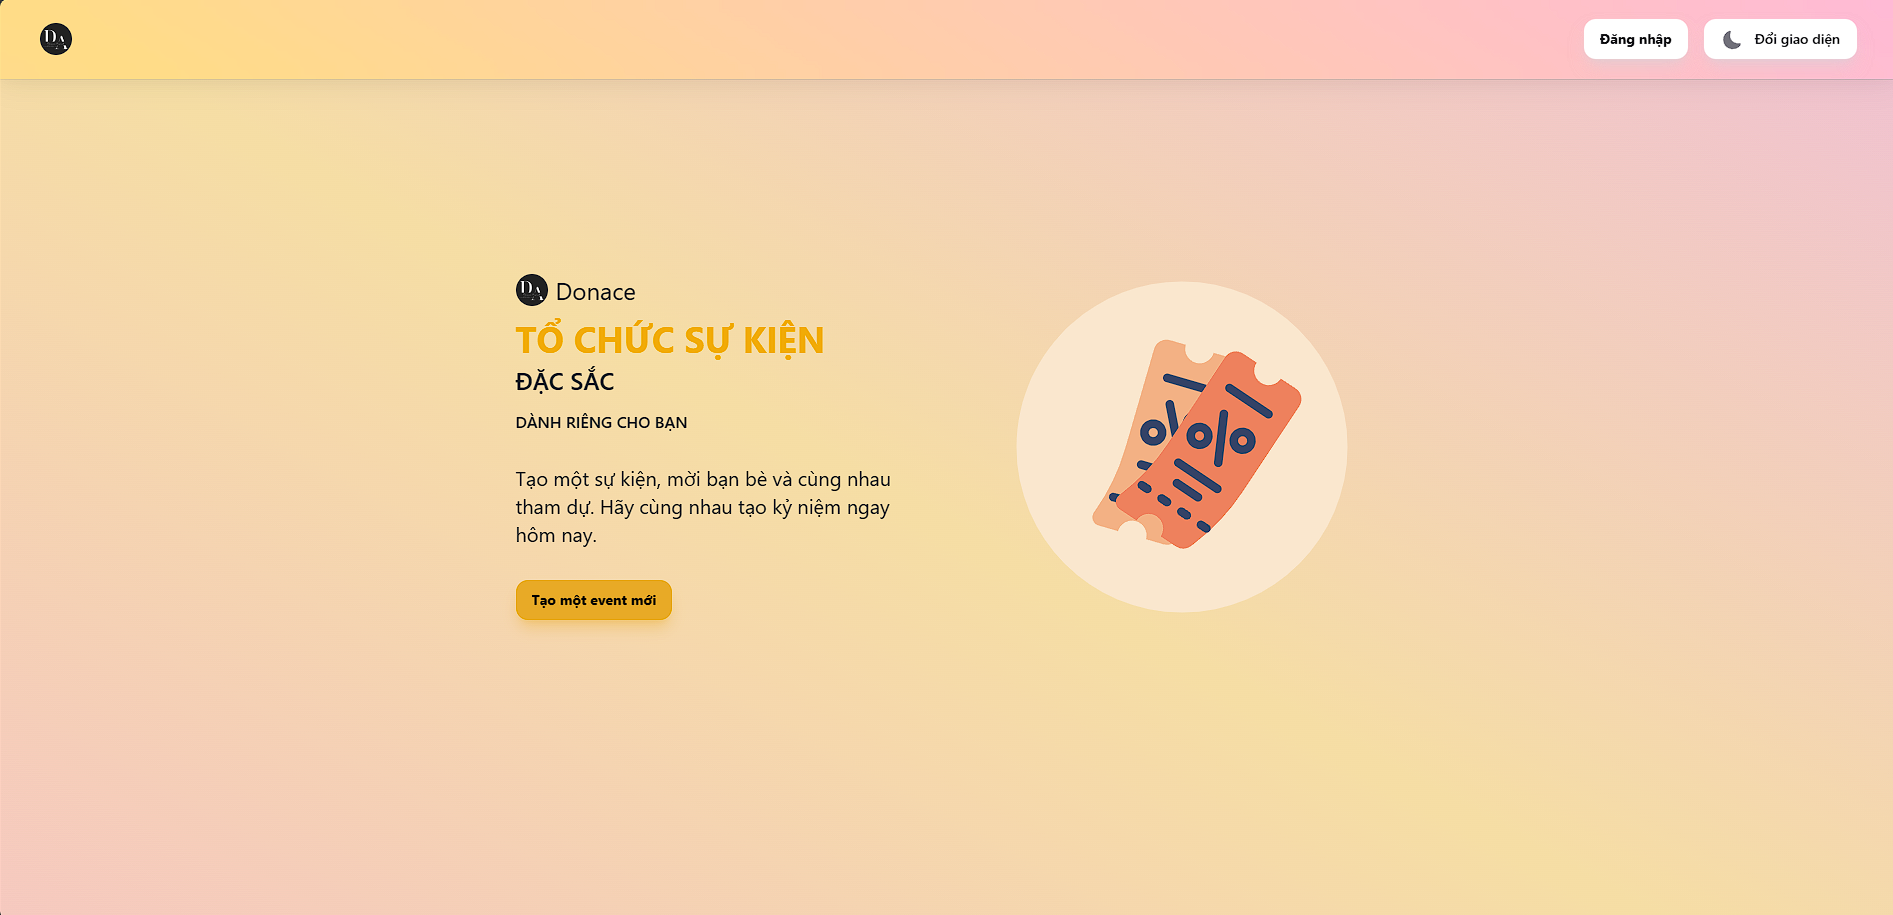 DA
Đăng nhập
Đổi giao diện
DA
Donace
TỔ CHỨC SỰ KIỆN
ĐẶC SẮC
DÀNH RIÊNG CHO BẠN
Tạo một sự kiện, mời bạn bè và cùng nhau
tham dự. Hãy cùng nhau tạo kỷ niệm ngay
hôm nay.
Tạo một event mới